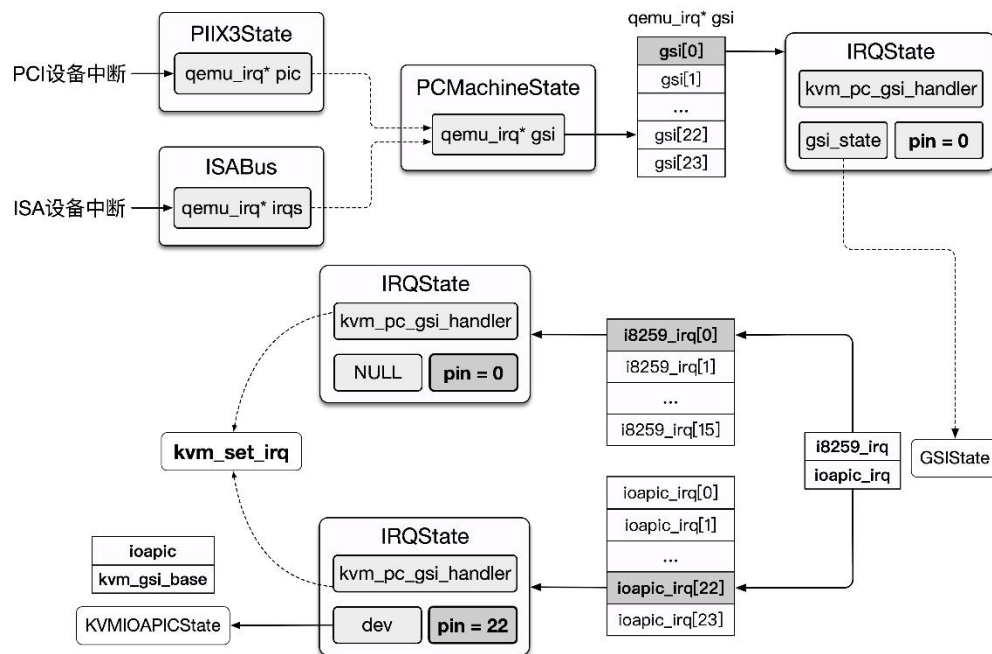 PIIX3State
PCI设备中断
qemu_irq* pic
ISABus
ISA设备中断
qemu_irq* irqs
PCMachineState
qemu_irq* gsi
qemu_irq* gsi
gsi[0]
gsi[1]
...
gsi[22]
gsi[23]
IRQState
kvm_pc_gsi_handler
gsi_state
pin = 0
IRQState
kvm_pc_gsi_handler
NULL
pin = 0
i8259_irq[0]
i8259_irq[1]
...
i8259_irq[15]
kvm_set_irq
i8259_irq
ioapic_irq
GSIState
ioapic_irq[0]
ioapic_irq[1]
...
ioapic_irq[22]
ioapic_irq[23]
IRQState
kvm_pc_gsi_handler
dev
pin = 22
ioapic
kvm_gsi_base
KVMIOAPICState